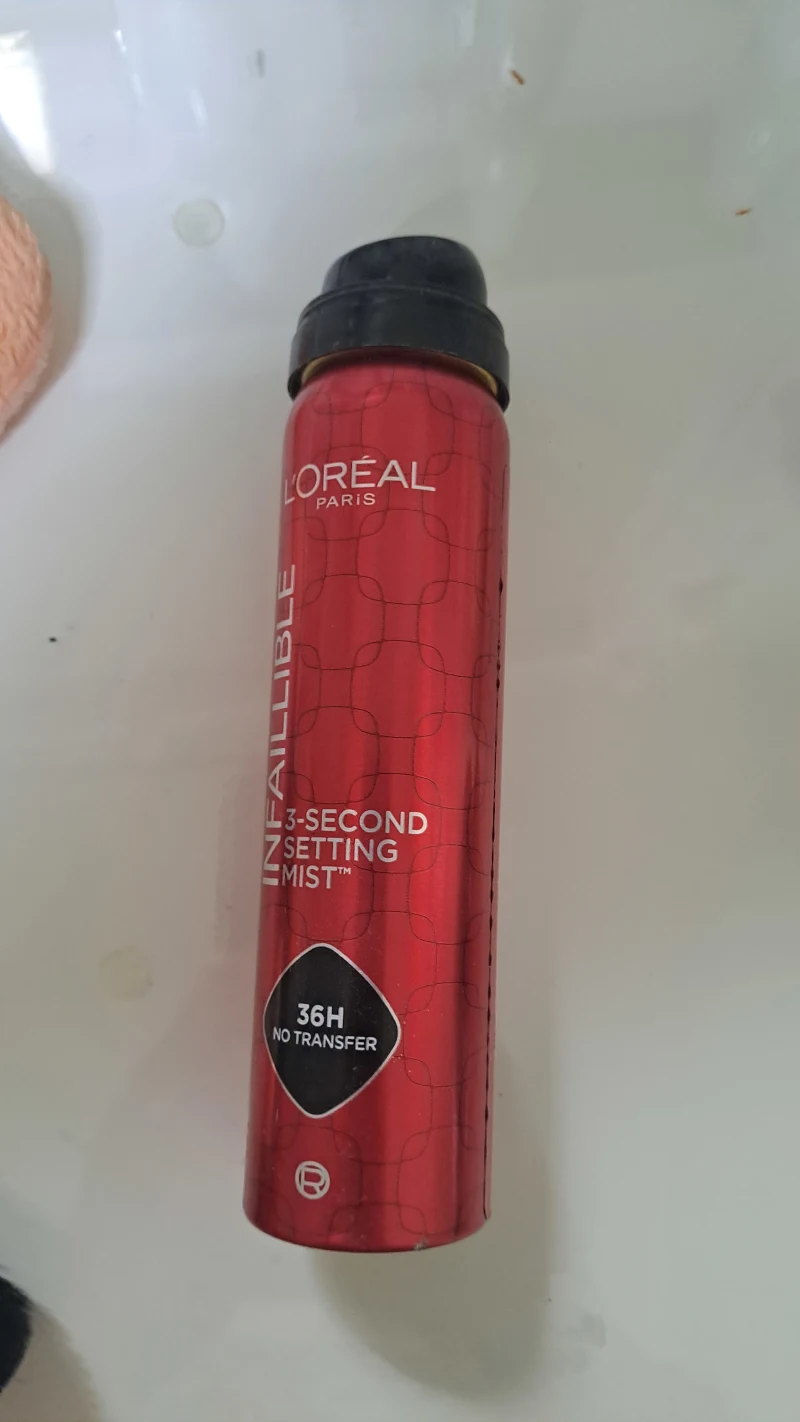 L'ORÉAL
PARiS
INFAILLIBLE
3-SECOND
SETTING
MIST™
36H
NO TRANSFER